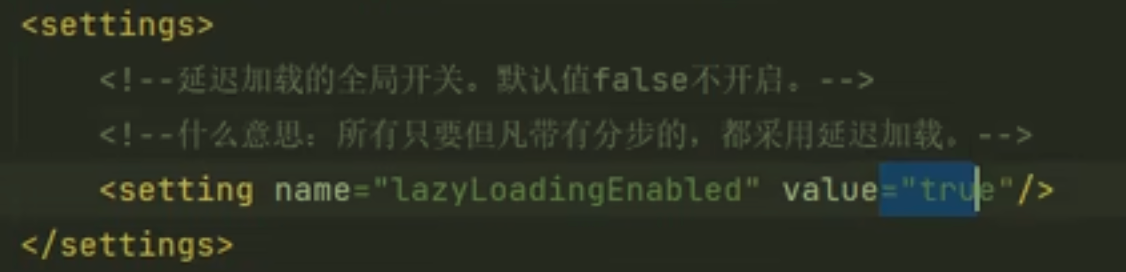 <settings>
<!--延迟加载的全局开关。默认值false不开启。-->
<!--什么意思：所有只要但凡带有分步的，都采用延迟加载。-->
<setting name="lazyLoadingEnabled" value="true"/>
</settings>